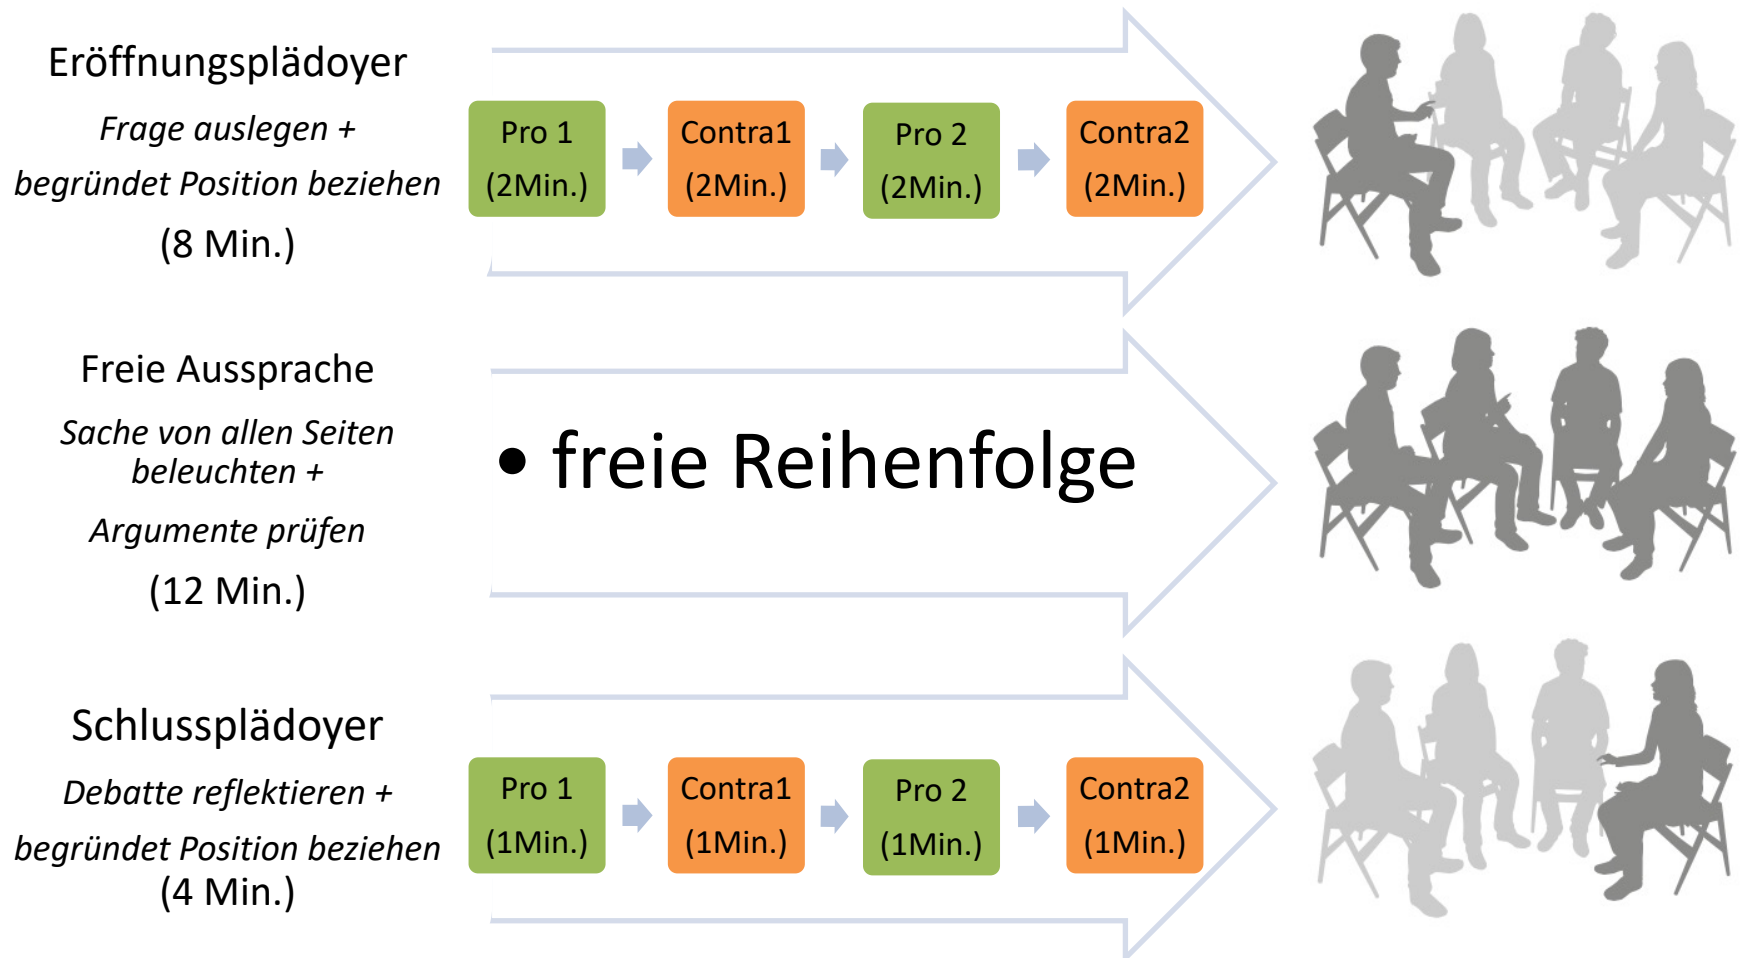 Eröffnungsplädoyer
Frage auslegen +
begründet Position beziehen
(8 Min.)
Pro 1
(2Min.)
Contra1
(2Min.)
Pro 2
(2Min.)
Contra2
(2Min.)
Freie Aussprache
Sache von allen Seiten
beleuchten +
Argumente prüfen
(12 Min.)
• freie Reihenfolge
Schlussplädoyer
Debatte reflektieren +
begründet Position beziehen
(4 Min.)
Pro 1
(1Min.)
Contra1
(1Min.)
Pro 2
(1Min.)
Contra2
(1Min.)